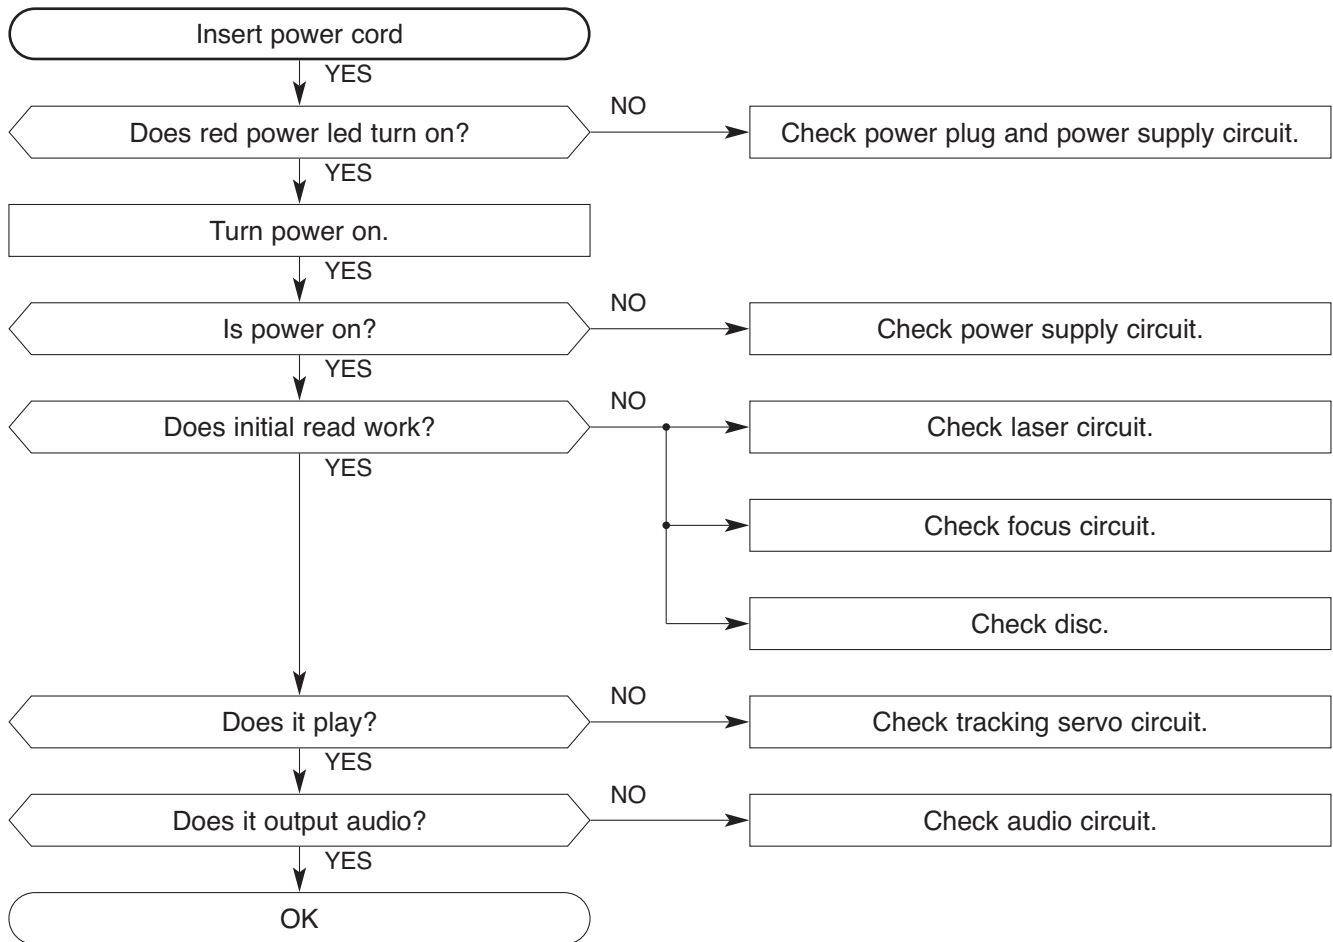 Insert power cord
YES
Does red power led turn on?
NO
Check power plug and power supply circuit.
YES
Turn power on.
YES
Is power on?
NO
Check power supply circuit.
YES
Does initial read work?
NO
Check laser circuit.
YES
Check focus circuit.
Check disc.
Does it play?
NO
Check tracking servo circuit.
YES
Does it output audio?
NO
Check audio circuit.
YES
OK